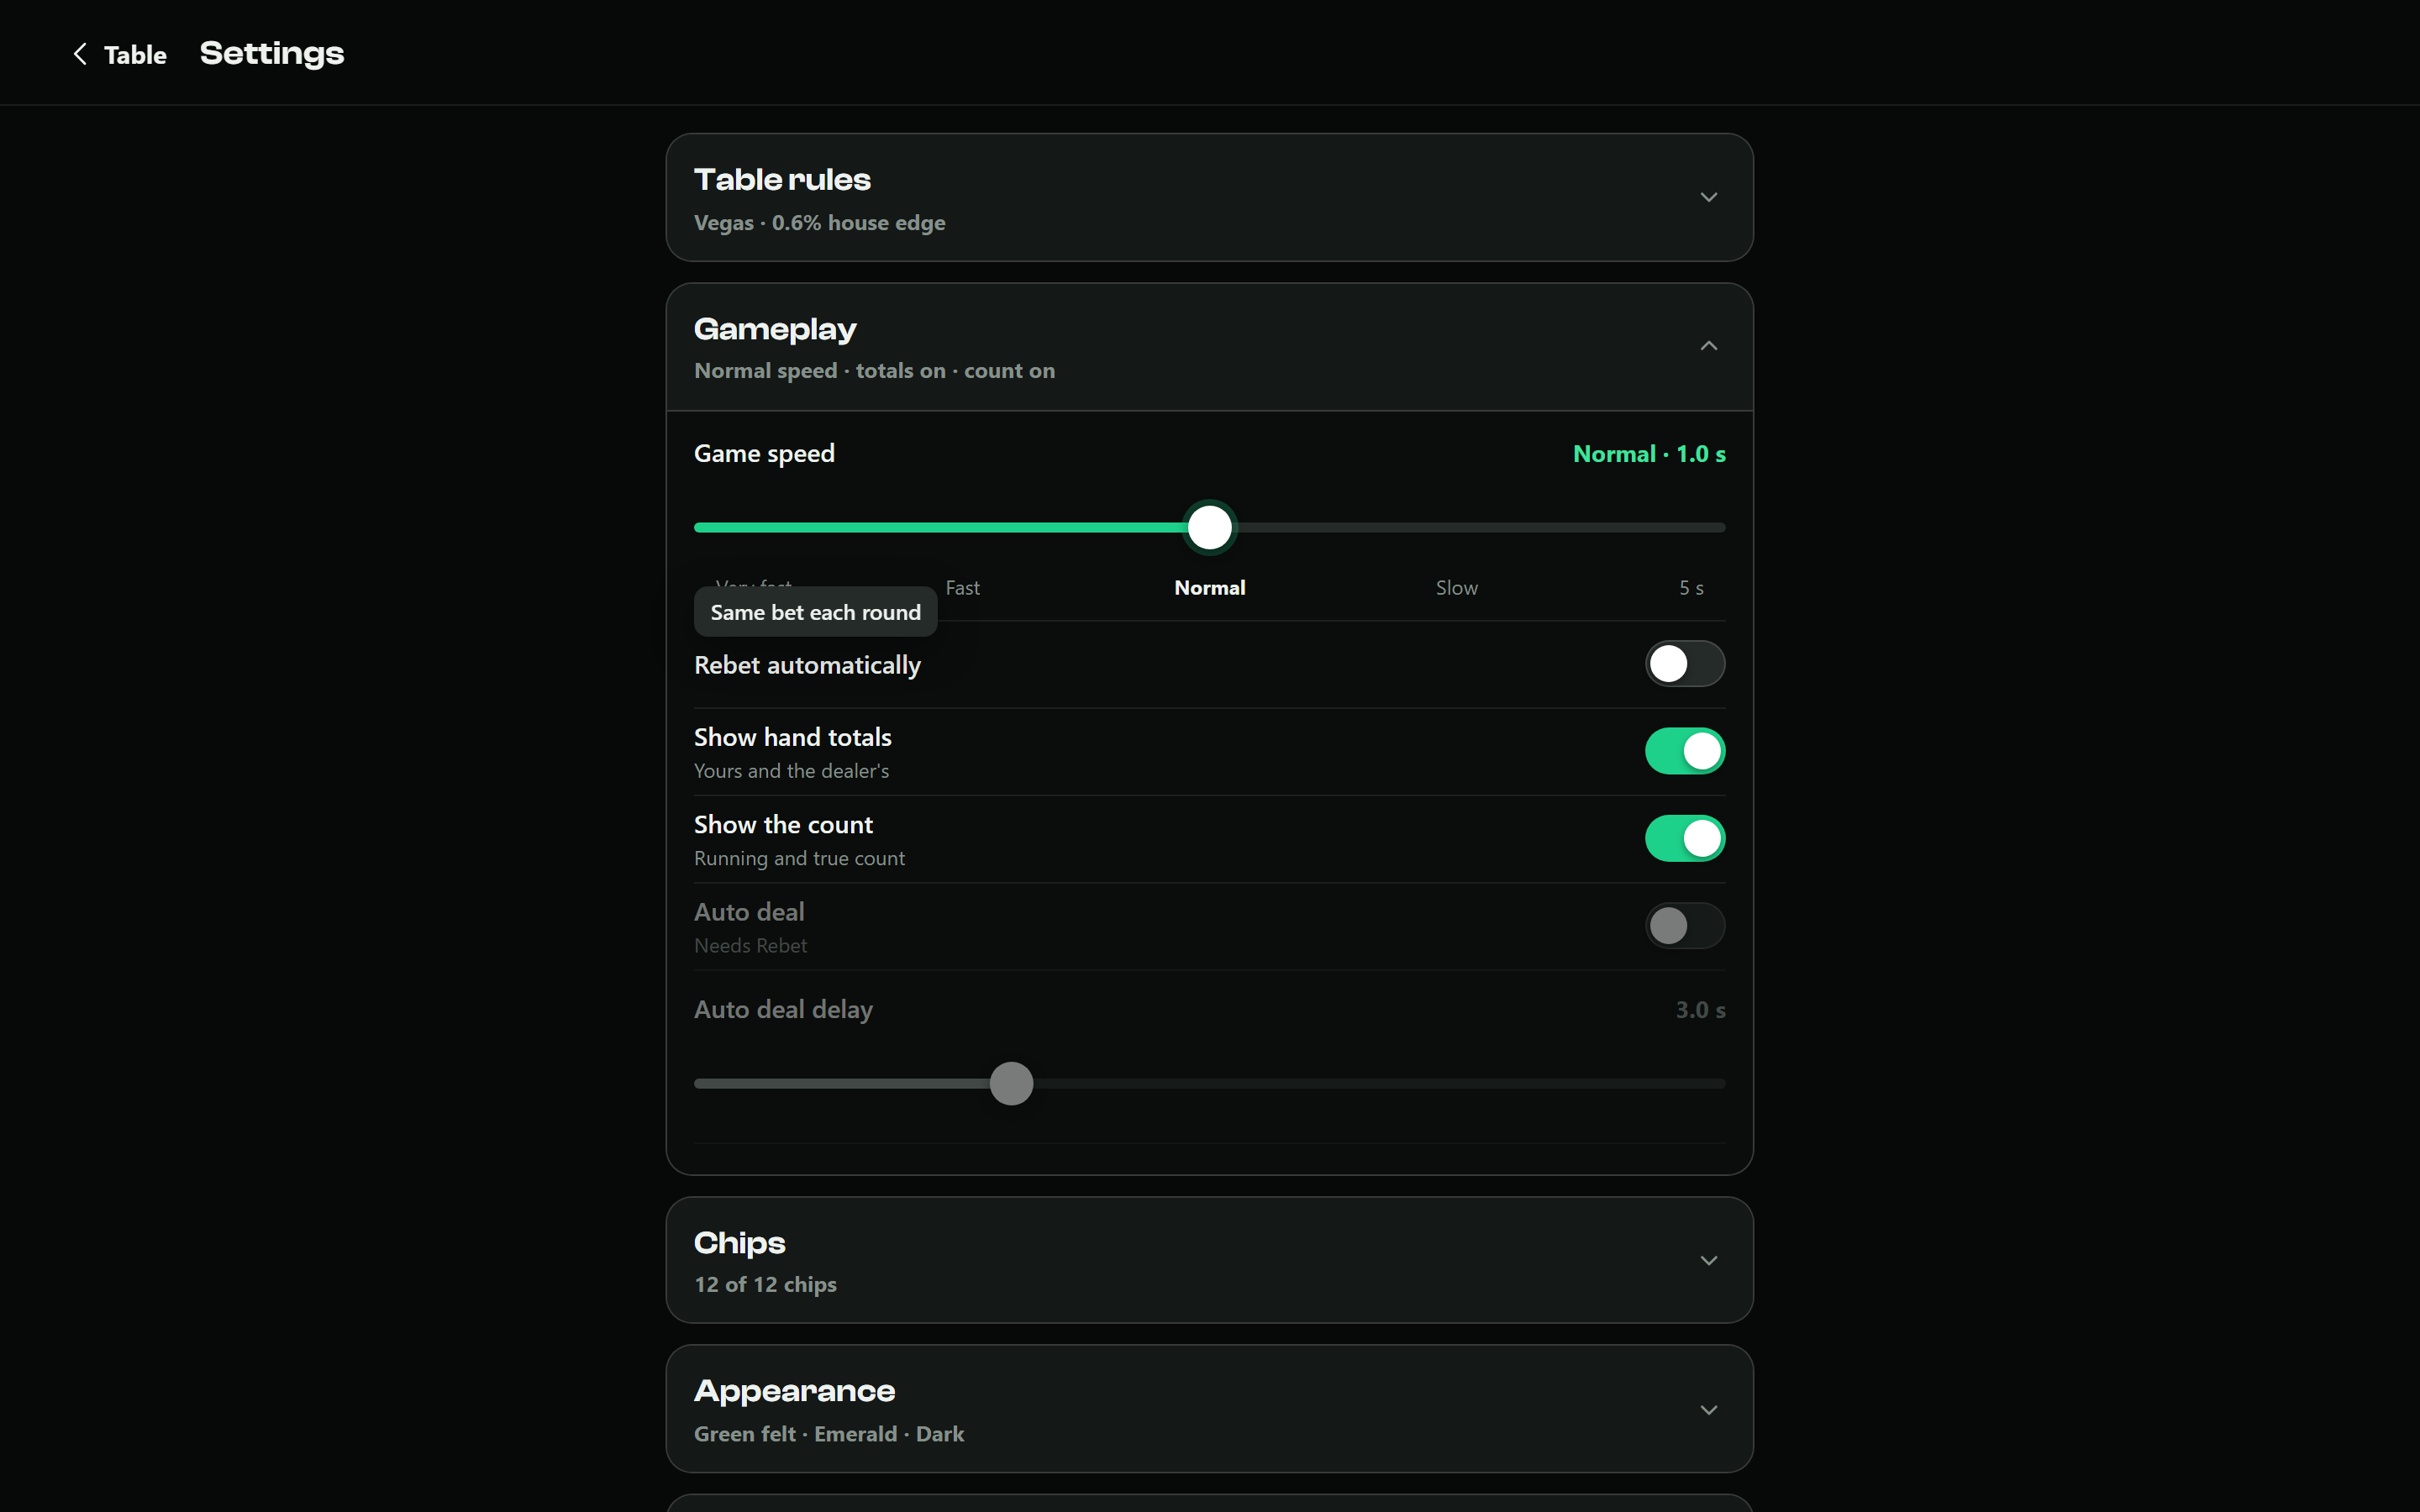 Table Settings
Table rules
Vegas · 0.6% house edge
Gameplay
Normal speed · totals on · count on
Game speed Normal · 1.0 s
Fast Normal Slow 5 s
Same bet each round
Rebet automatically
Show hand totals
Yours and the dealer's
Show the count
Running and true count
Auto deal
Needs Rebet
Auto deal delay 3.0 s
Chips
12 of 12 chips
Appearance
Green felt · Emerald · Dark